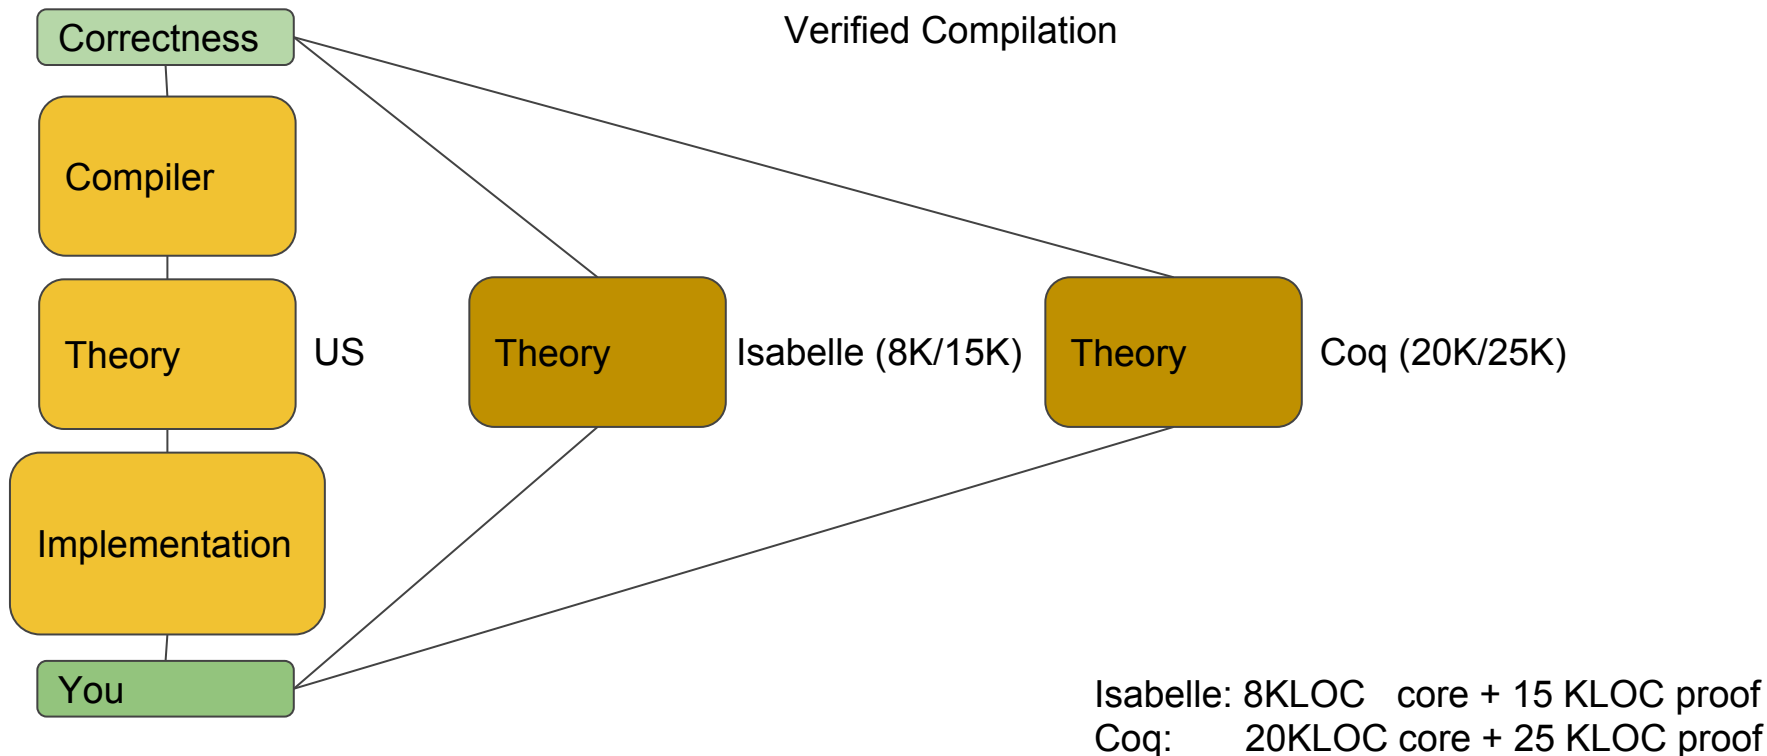 Verified Compilation
Correctness
Compiler
Theory
US
Theory
Isabelle (8K/15K)
Theory
Coq (20K/25K)
Implementation
You
Isabelle: 8KLOC core + 15 KLOC proof
Coq: 20KLOC core + 25 KLOC proof